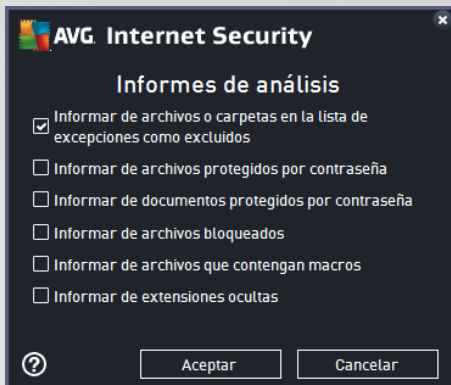 AVG Internet Security
Informes de análisis
Informar de archivos o carpetas en la lista de
excepciones como excluidos
Informar de archivos protegidos por contraseña
Informar de documentos protegidos por contraseña
Informar de archivos bloqueados
Informar de archivos que contengan macros
Informar de extensiones ocultas
Aceptar
Cancelar